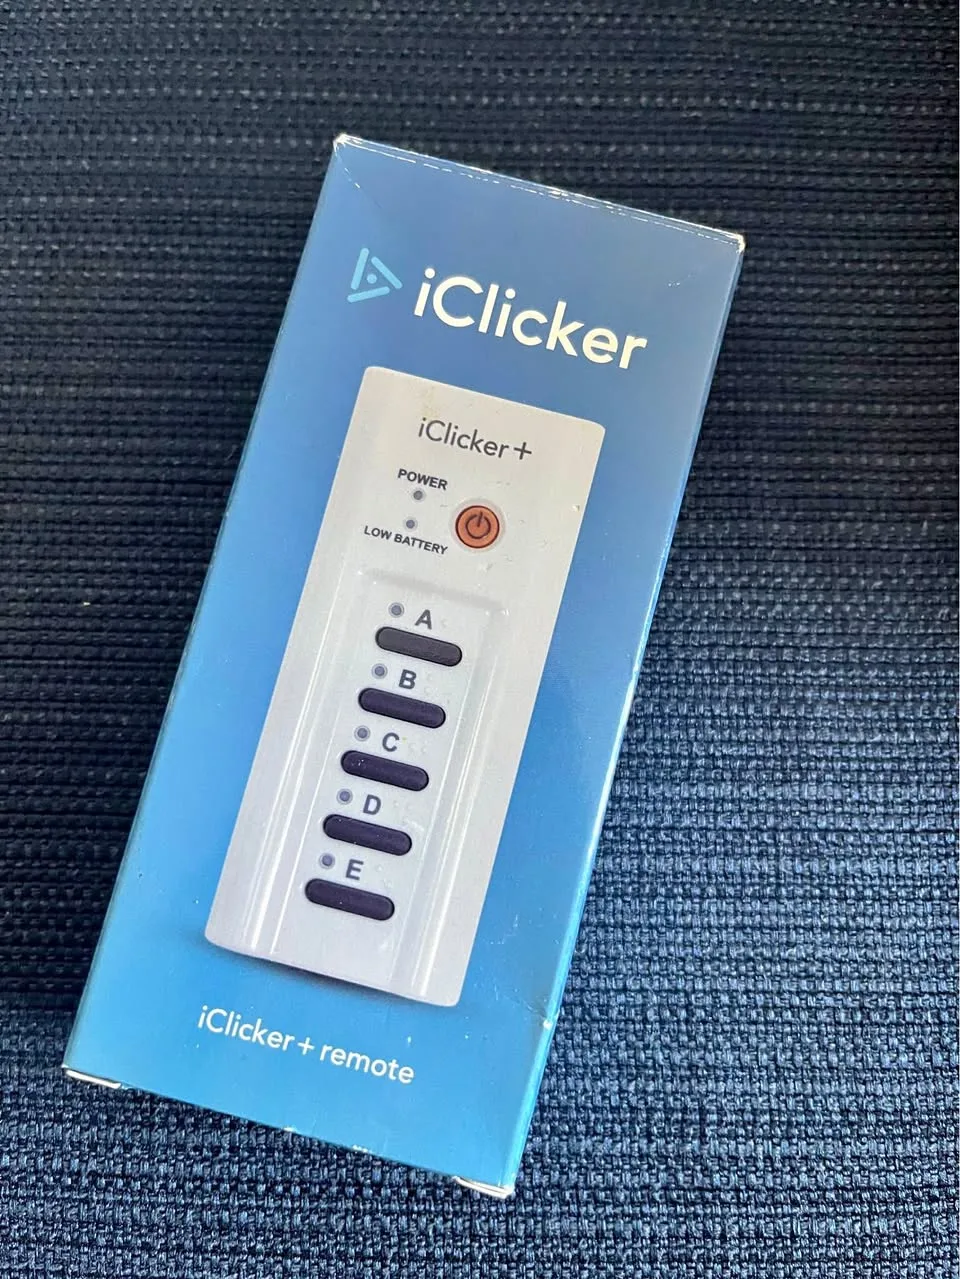 iClicker
iClicker+
POWER
LOW BATTERY
A
B
C
D
E
iClicker+ remote